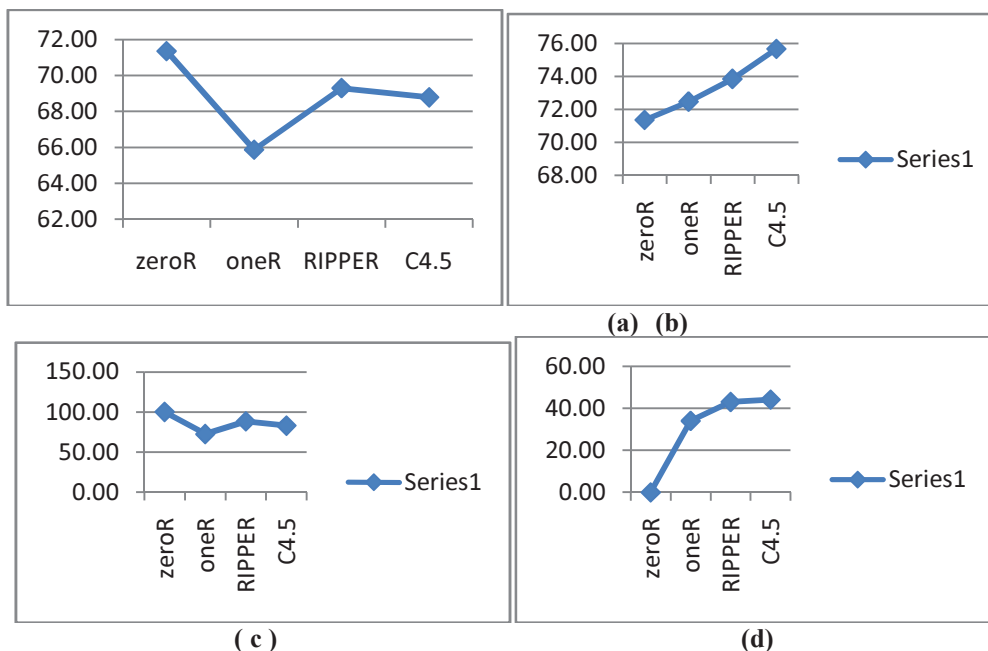 72.00
70.00
68.00
66.00
64.00
62.00
zeroR oneR RIPPER C4.5
76.00
74.00
72.00
70.00
68.00
zeroR
oneR
RIPPER
C4.5
Series1
(a) (b)
150.00
100.00
50.00
0.00
zeroR
oneR
RIPPER
C4.5
Series1
( c )
60.00
40.00
20.00
0.00
zeroR
oneR
RIPPER
C4.5
Series1
(d)